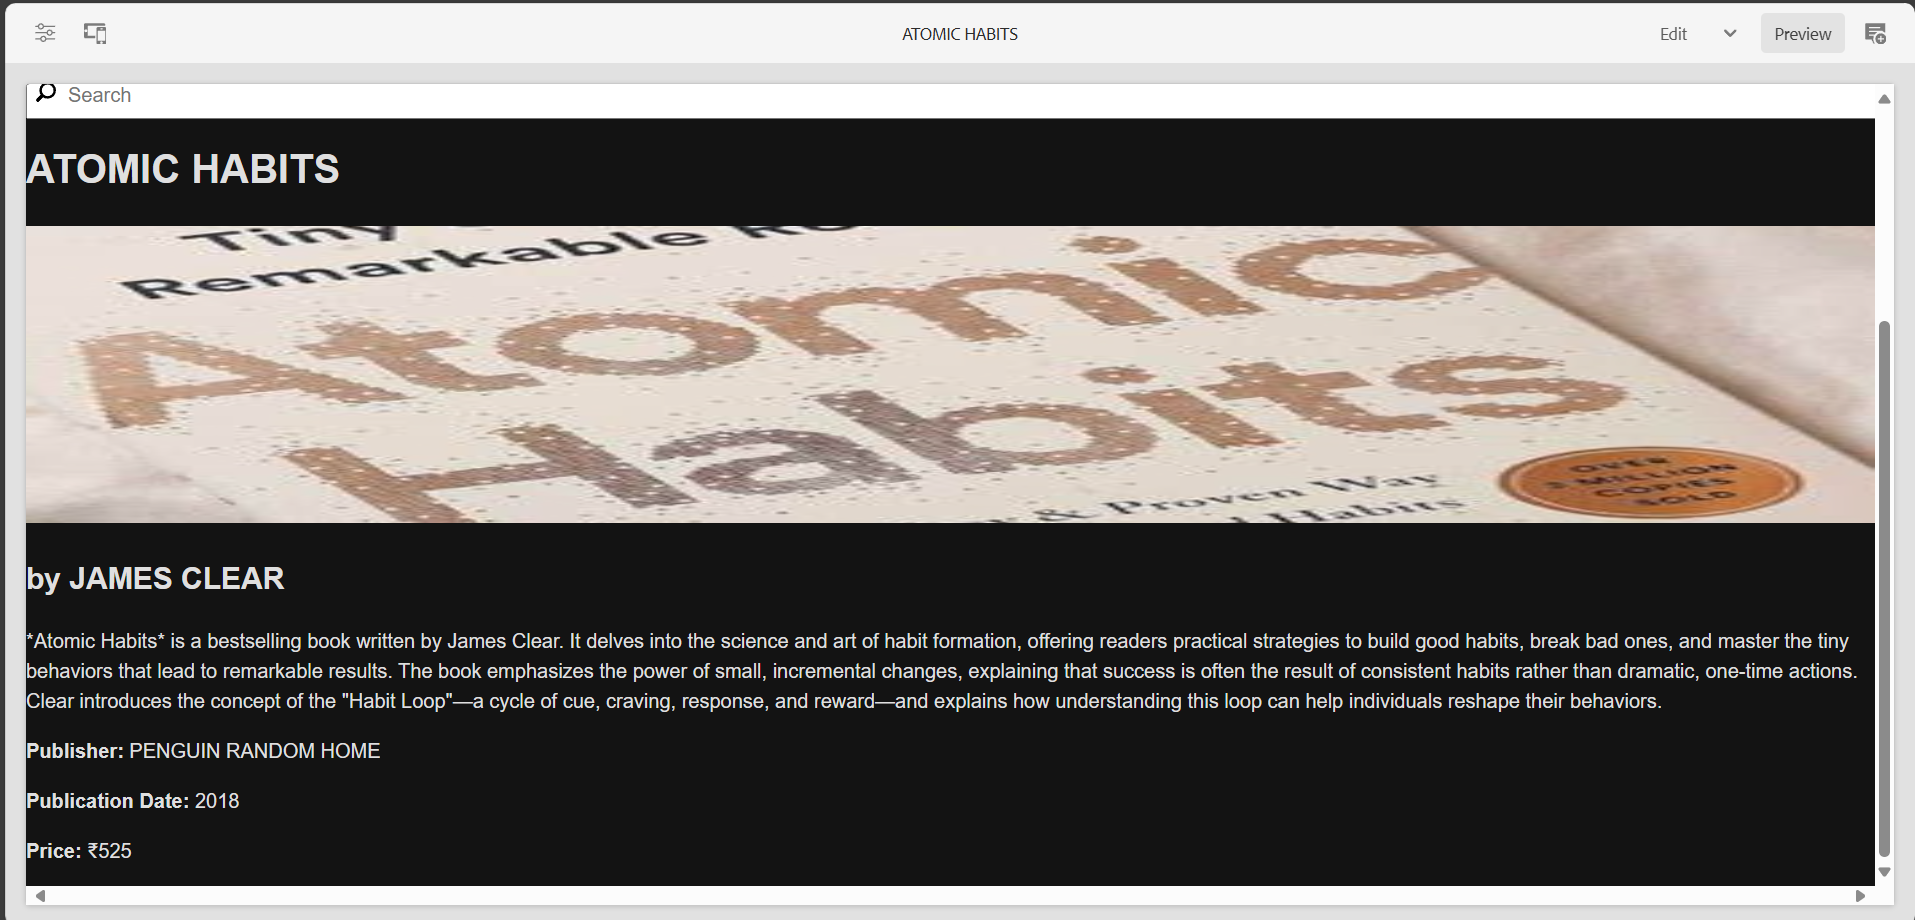 ATOMIC HABITS
Edit
Preview
Search
ATOMIC HABITS
Tiny
Remarkable
Atomic
Habits
& Proven Way
Habits
OVER
MILLION
COPIES
SOLD
by JAMES CLEAR
*Atomic Habits* is a bestselling book written by James Clear. It delves into the science and art of habit formation, offering readers practical strategies to build good habits, break bad ones, and master the tiny
behaviors that lead to remarkable results. The book emphasizes the power of small, incremental changes, explaining that success is often the result of consistent habits rather than dramatic, one-time actions.
Clear introduces the concept of the "Habit Loop"—a cycle of cue, craving, response, and reward—and explains how understanding this loop can help individuals reshape their behaviors.
Publisher: PENGUIN RANDOM HOME
Publication Date: 2018
Price: ₹525